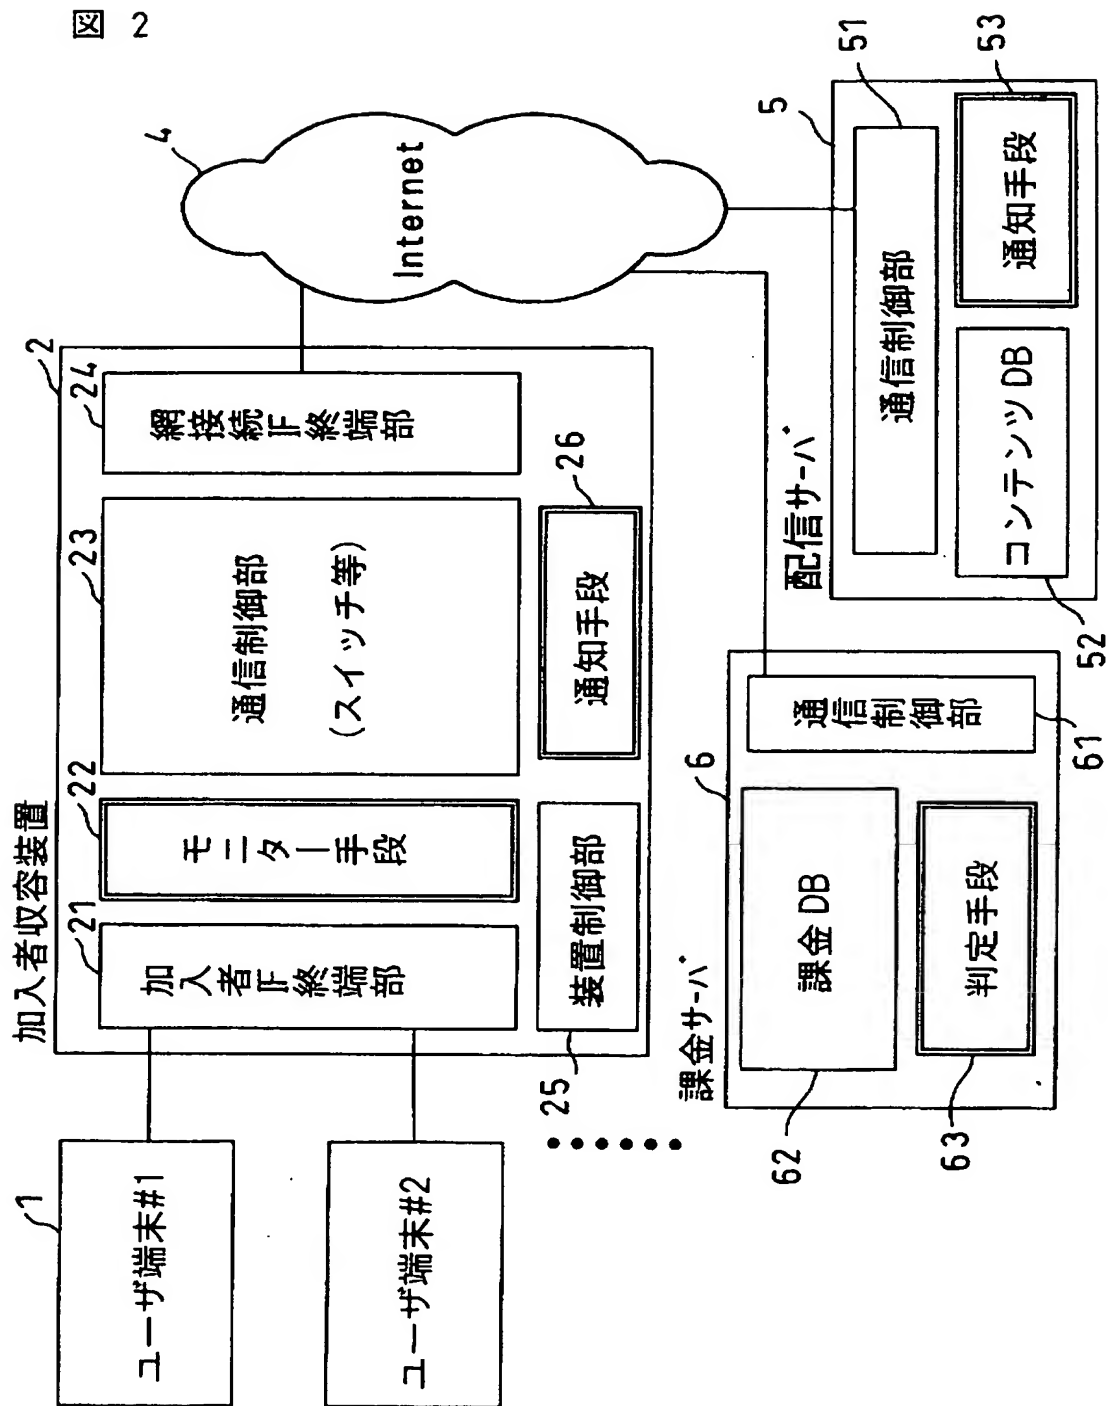 図 2
1
ユーザ端末#1
ユーザ端末#2
加入者収容装置
2
21
加入者IF終端部
22
モニター手段
23
通信制御部
(スイッチ等)
24
網接続IF終端部
25
装置制御部
26
通知手段
4
Internet
課金サーバ
6
課金DB
62
判定手段
63
通信制御部
61
配信サーバ
5
通信制御部
51
コンテンツDB
52
通知手段
53